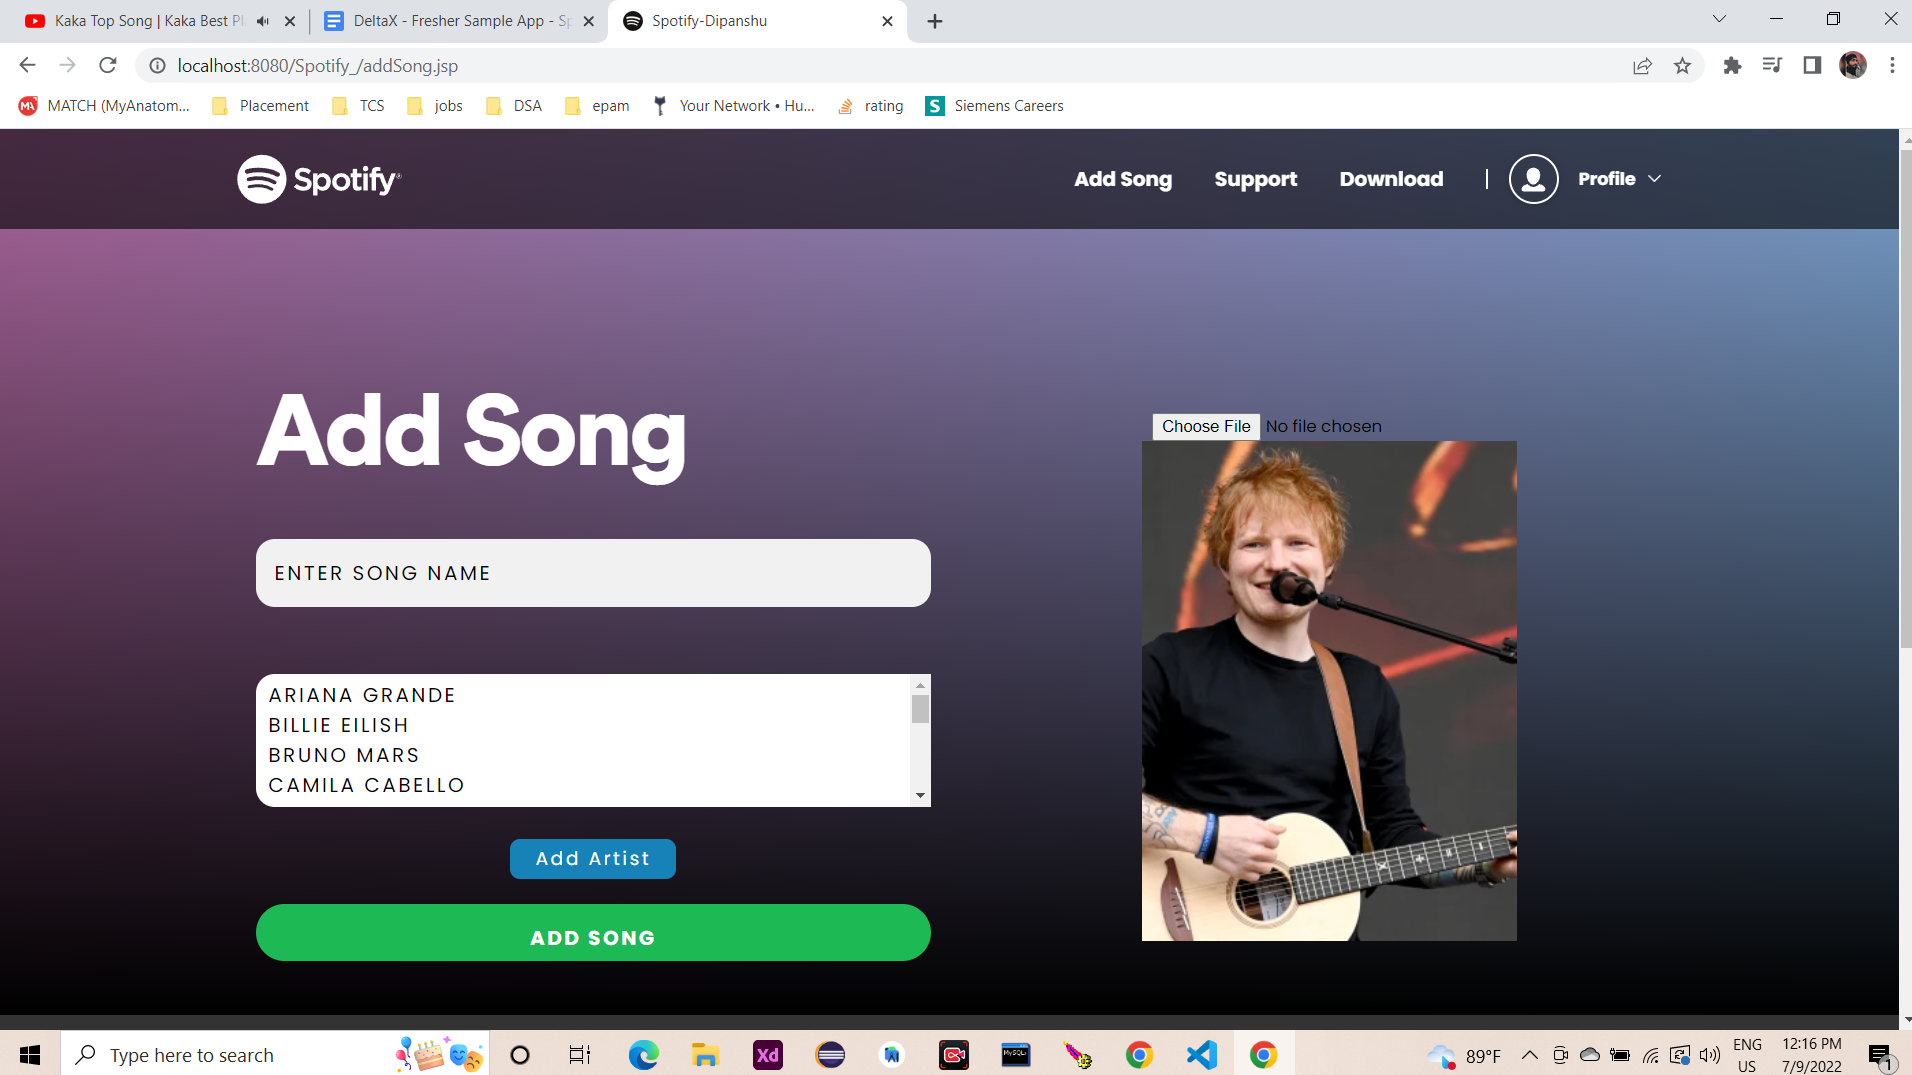 Kaka Top Song | Kaka Best Pl
DeltaX - Fresher Sample App - Sp
Spotify-Dipanshu
localhost:8080/Spotify_/addSong.jsp
MATCH (MyAnatom...
Placement
TCS
jobs
DSA
epam
Your Network • Hu...
rating
S
Siemens Careers
Spotify®
Add Song
Support
Download
|
Profile
Add Song
Choose File No file chosen
ENTER SONG NAME
ARIANA GRANDE
BILLIE EILISH
BRUNO MARS
CAMILA CABELLO
Add Artist
ADD SONG
Type here to search
Xd
MySQL
89°F
ENG
US
12:16 PM
7/9/2022
1